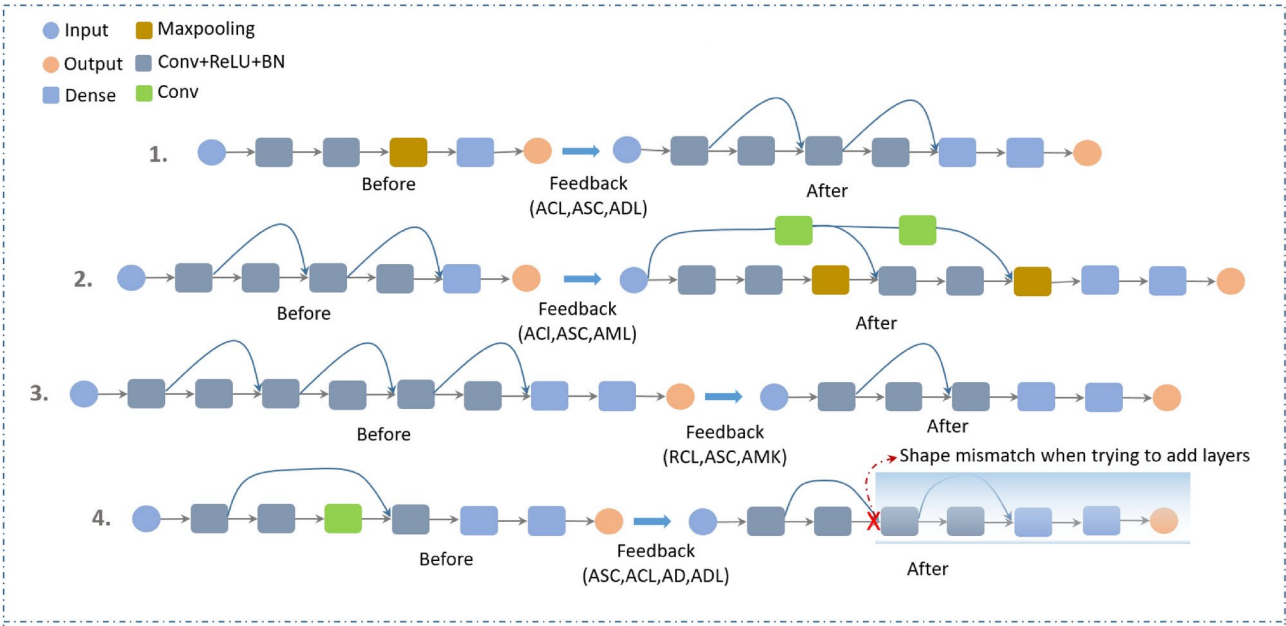 Input
Maxpooling
Output
Conv+ReLU+BN
Dense
Conv
1.
Before
Feedback
(ACL,ASC,ADL)
After
2.
Before
Feedback
(ACl,ASC,AML)
After
3.
Before
Feedback
(RCL,ASC,AMK)
After
Shape mismatch when trying to add layers
4.
X
Before
Feedback
(ASC,ACL,AD,ADL)
After